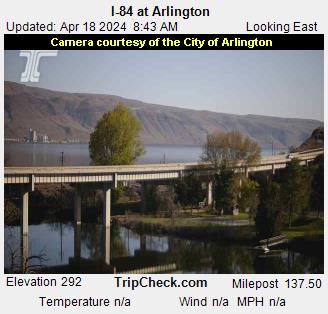 I-84 at Arlington
Updated: Apr 18 2024 8:43 AM Looking East
Camera courtesy of the City of Arlington
Elevation 292 TripCheck.com Milepost 137.50
Temperature n/a Wind n/a MPH n/a